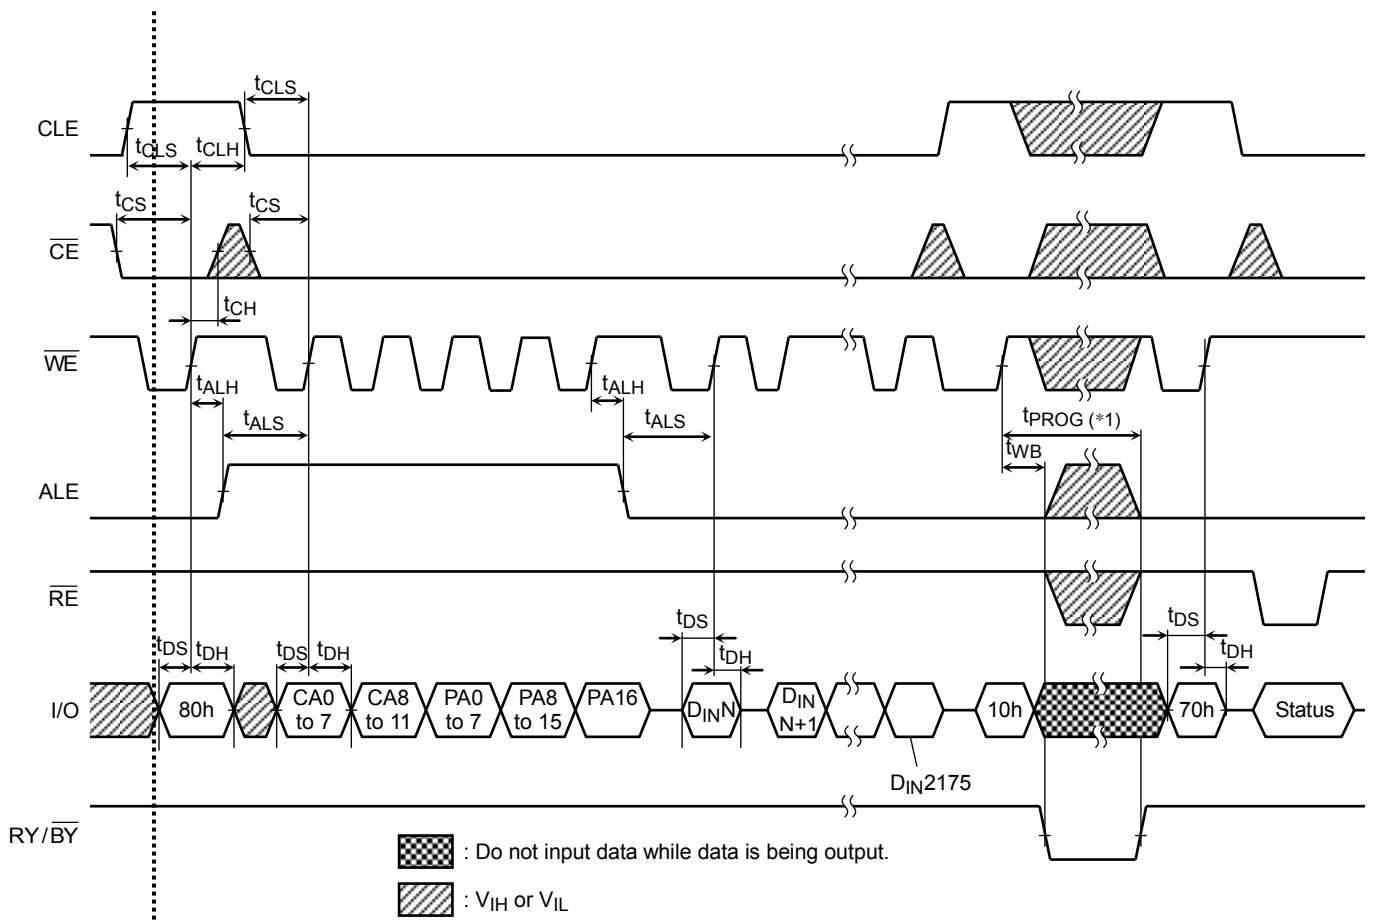 tCLS
CLE
tCLS tCLH
tCS tCS
CE
tCH
WE
tALH tALH
tALS tALS tPROG (*1)
tWB
ALE
RE
tDS tDH tDS tDH tDS tDH tDS tDH
I/O
80h
CA0
to 7
CA8
to 11
PA0
to 7
PA8
to 15
PA16
DINN
DIN
N+1
10h
70h
Status
DIN2175
RY/BY
: Do not input data while data is being output.
: VIH or VIL